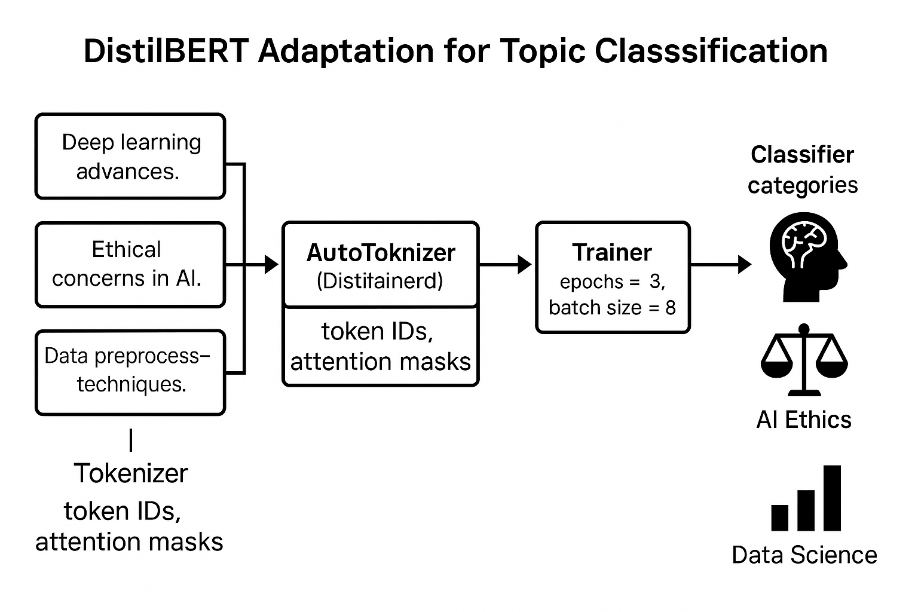 DistilBERT Adaptation for Topic Classsification
Deep learning
advances.
Ethical
concerns in AI.
Data preprocess–
techniques.
Tokenizer
token IDs,
attention masks
AutoToknizer
(Distitainerd)
token IDs,
attention masks
Trainer
epochs = 3,
batch size = 8
Classifier
categories
AI Ethics
Data Science